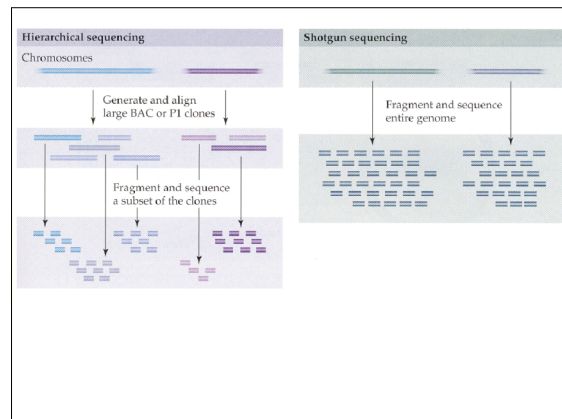 Hierarchical sequencing
Chromosomes
Generate and align
large BAC or P1 clones
Fragment and sequence
a subset of the clones
Shotgun sequencing
Fragment and sequence
entire genome